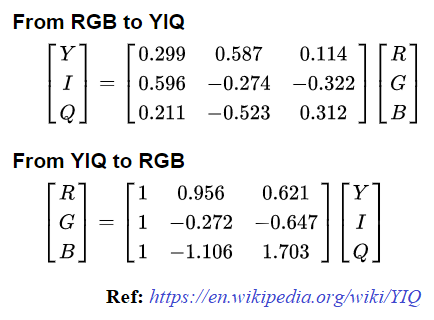 From RGB to YIQ
[Y] = [0.299 0.587 0.114] [R]
[I] [0.596 −0.274 −0.322] [G]
[Q] [0.211 −0.523 0.312] [B]
From YIQ to RGB
[R] = [1 0.956 0.621] [Y]
[G] [1 −0.272 −0.647] [I]
[B] [1 −1.106 1.703] [Q]
Ref: https://en.wikipedia.org/wiki/YIQ